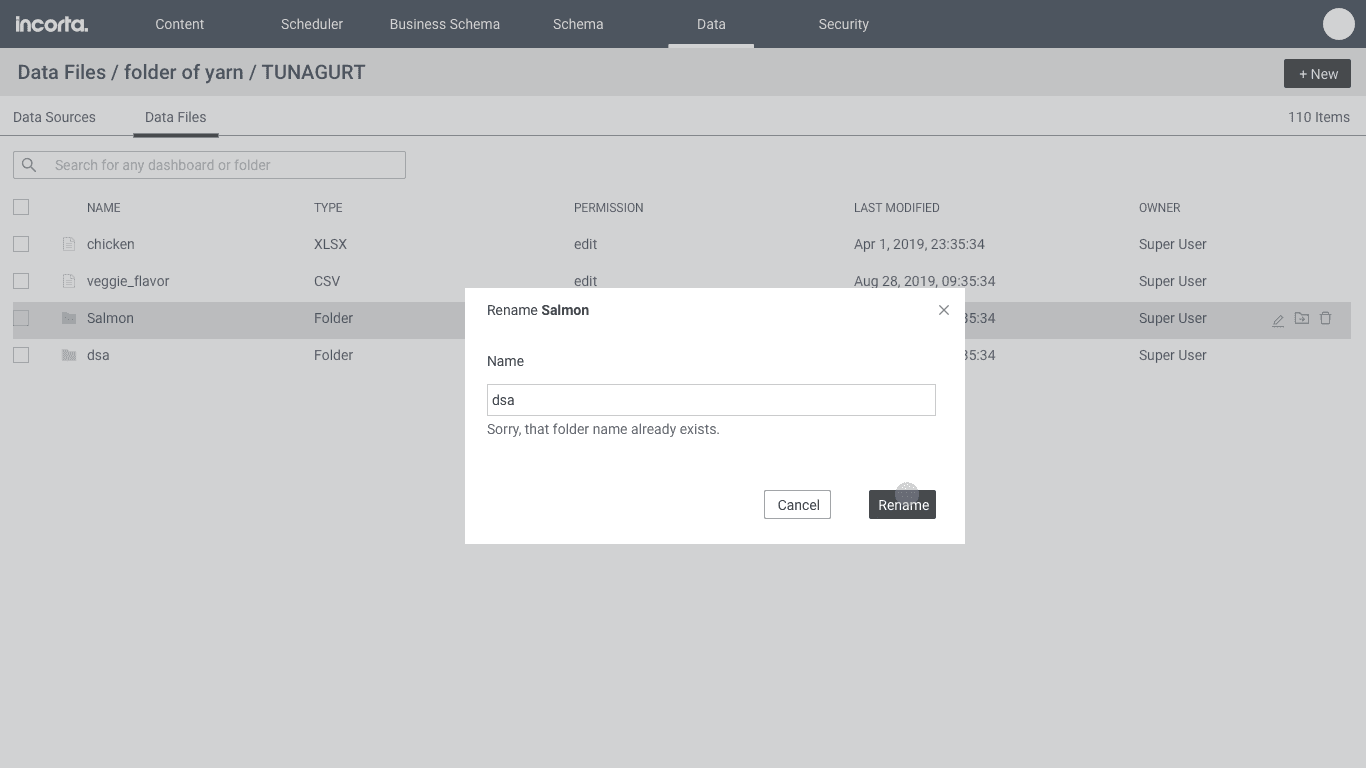 incorta. Content Scheduler Business Schema Schema Data Security
Data Files / folder of yarn / TUNAGURT + New
Data Sources Data Files 110 Items
Search for any dashboard or folder
NAME TYPE PERMISSION LAST MODIFIED OWNER
chicken XLSX edit Apr 1, 2019, 23:35:34 Super User
veggie_flavor CSV edit Aug 28, 2019, 09:35:34 Super User
Salmon Folder 35:34 Super User
dsa Folder 35:34 Super User
Rename Salmon
Name
dsa
Sorry, that folder name already exists.
Cancel Rename